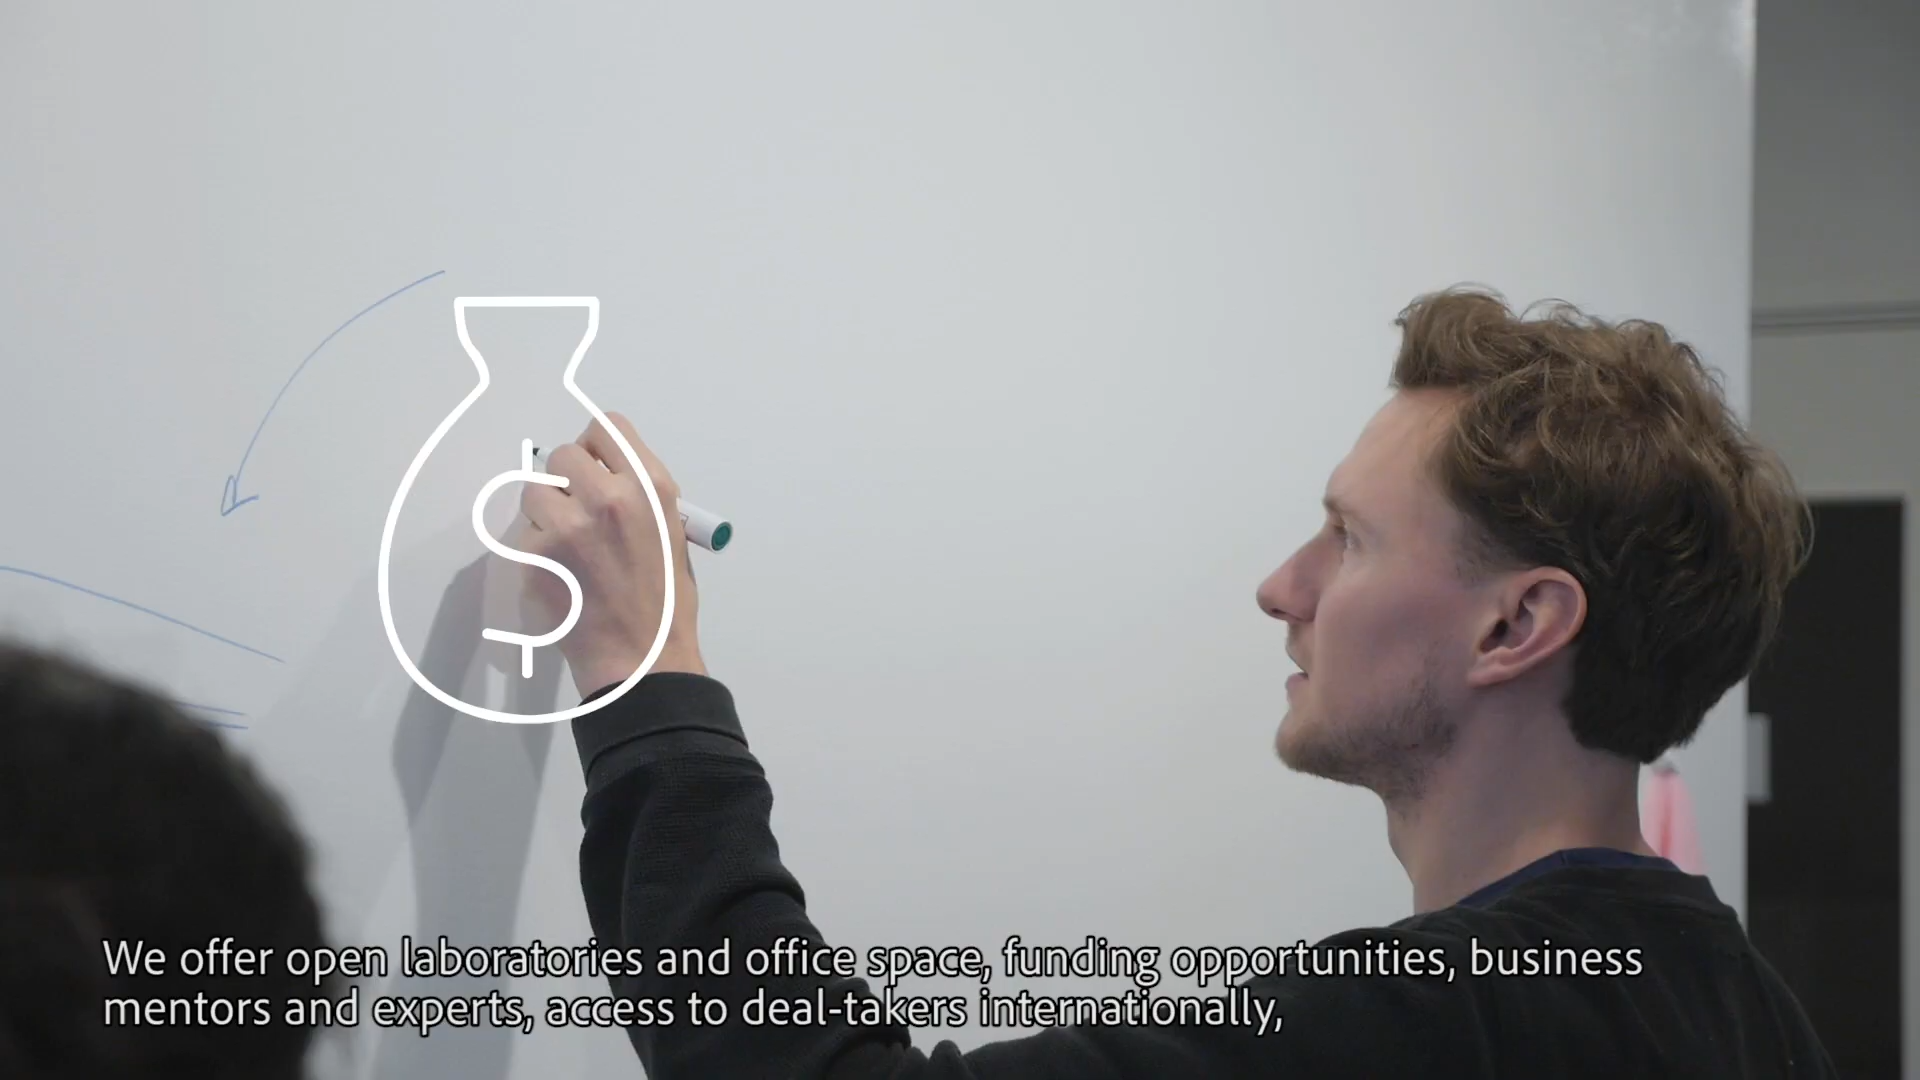 $
We offer open laboratories and office space, funding opportunities, business
mentors and experts, access to deal-takers internationally,